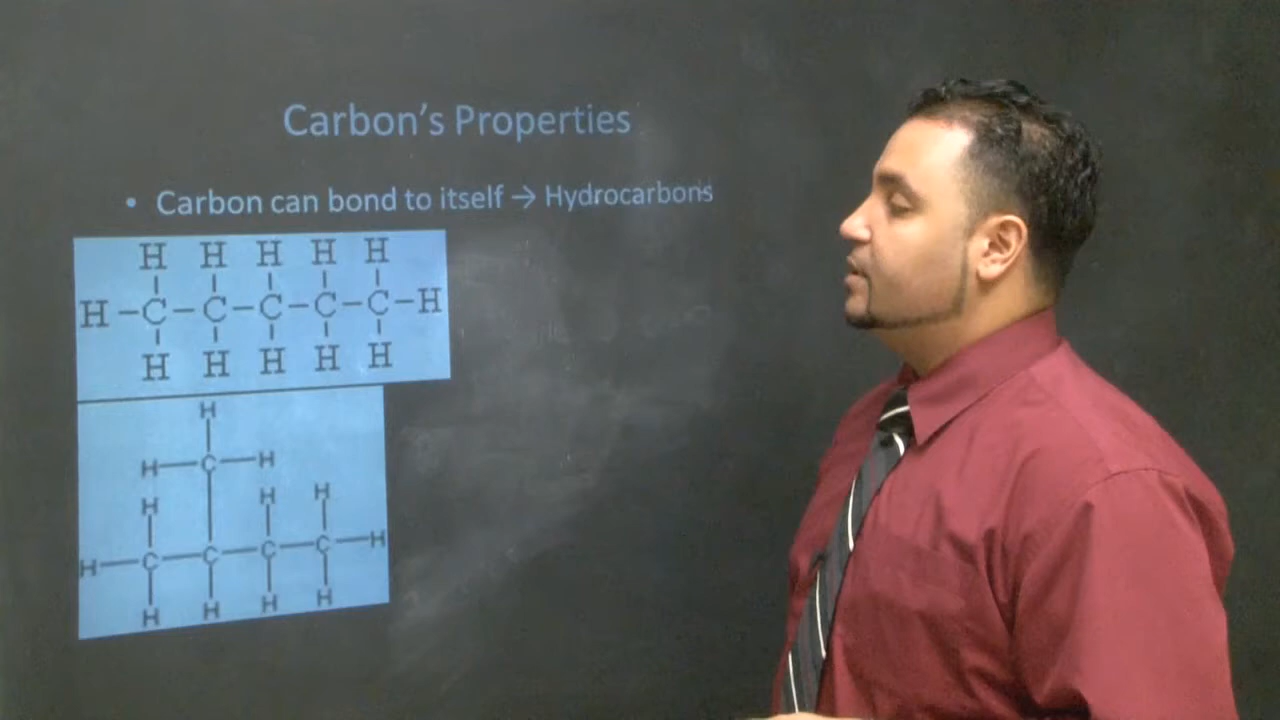 Carbon's Properties
• Carbon can bond to itself → Hydrocarbons
H H H H H
H – C – C – C – C – C – H
H H H H H
H
H C H
H H H
H C C C C H
H H H H